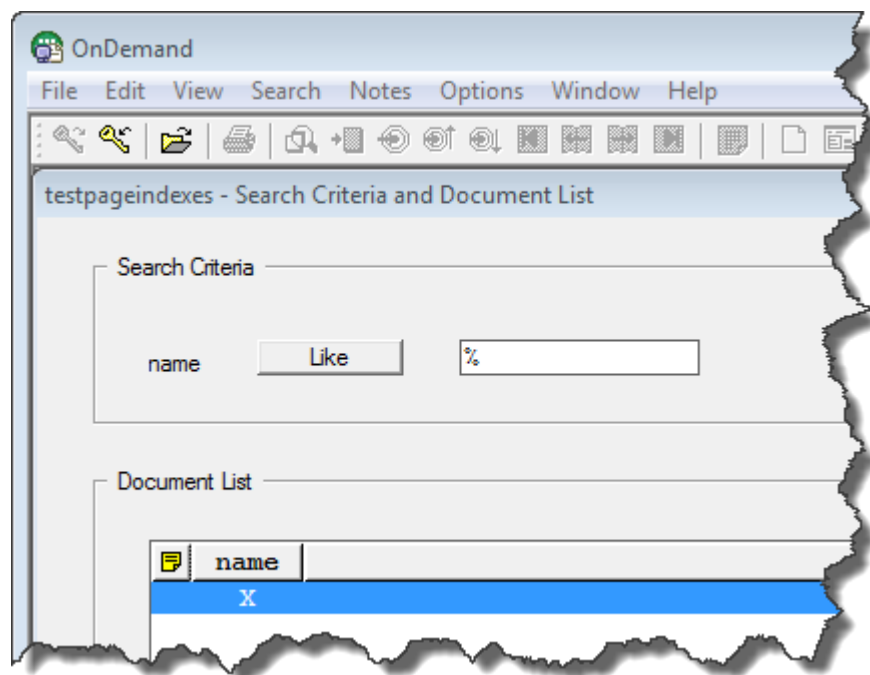 OnDemand
File Edit View Search Notes Options Window Help
testpageindexes - Search Criteria and Document List
Search Criteria
name Like %
Document List
name
X